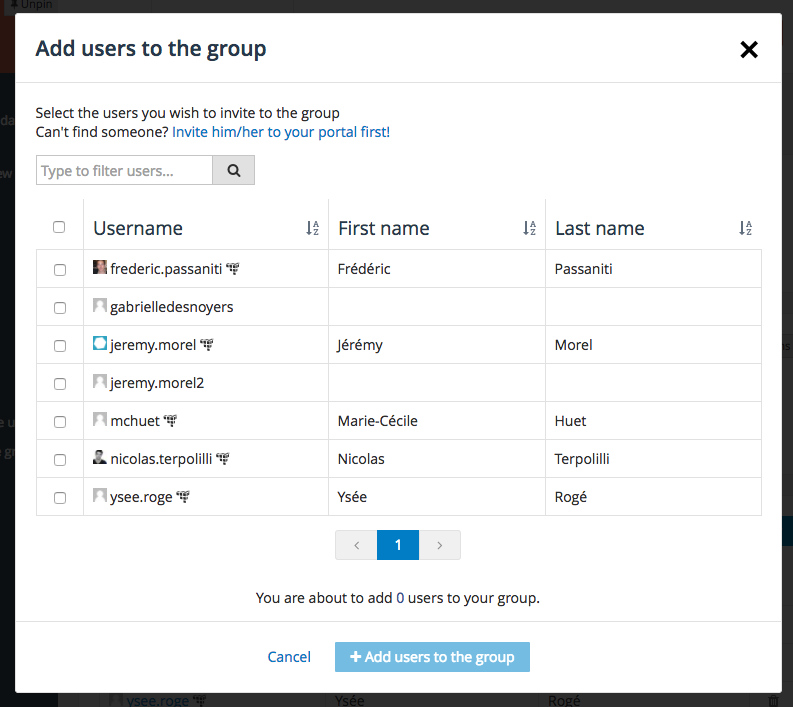 Unpin
Add users to the group
Select the users you wish to invite to the group
Can't find someone? Invite him/her to your portal first!
Type to filter users...
Username First name Last name
frederic.passaniti Frédéric Passaniti
gabrielledesnoyers
jeremy.morel Jérémy Morel
jeremy.morel2
mchuet Marie-Cécile Huet
nicolas.terpolilli Nicolas Terpolilli
ysee.roge Ysée Rogé
< 1 >
You are about to add 0 users to your group.
Cancel + Add users to the group
ysee.roge Ysée Rogé